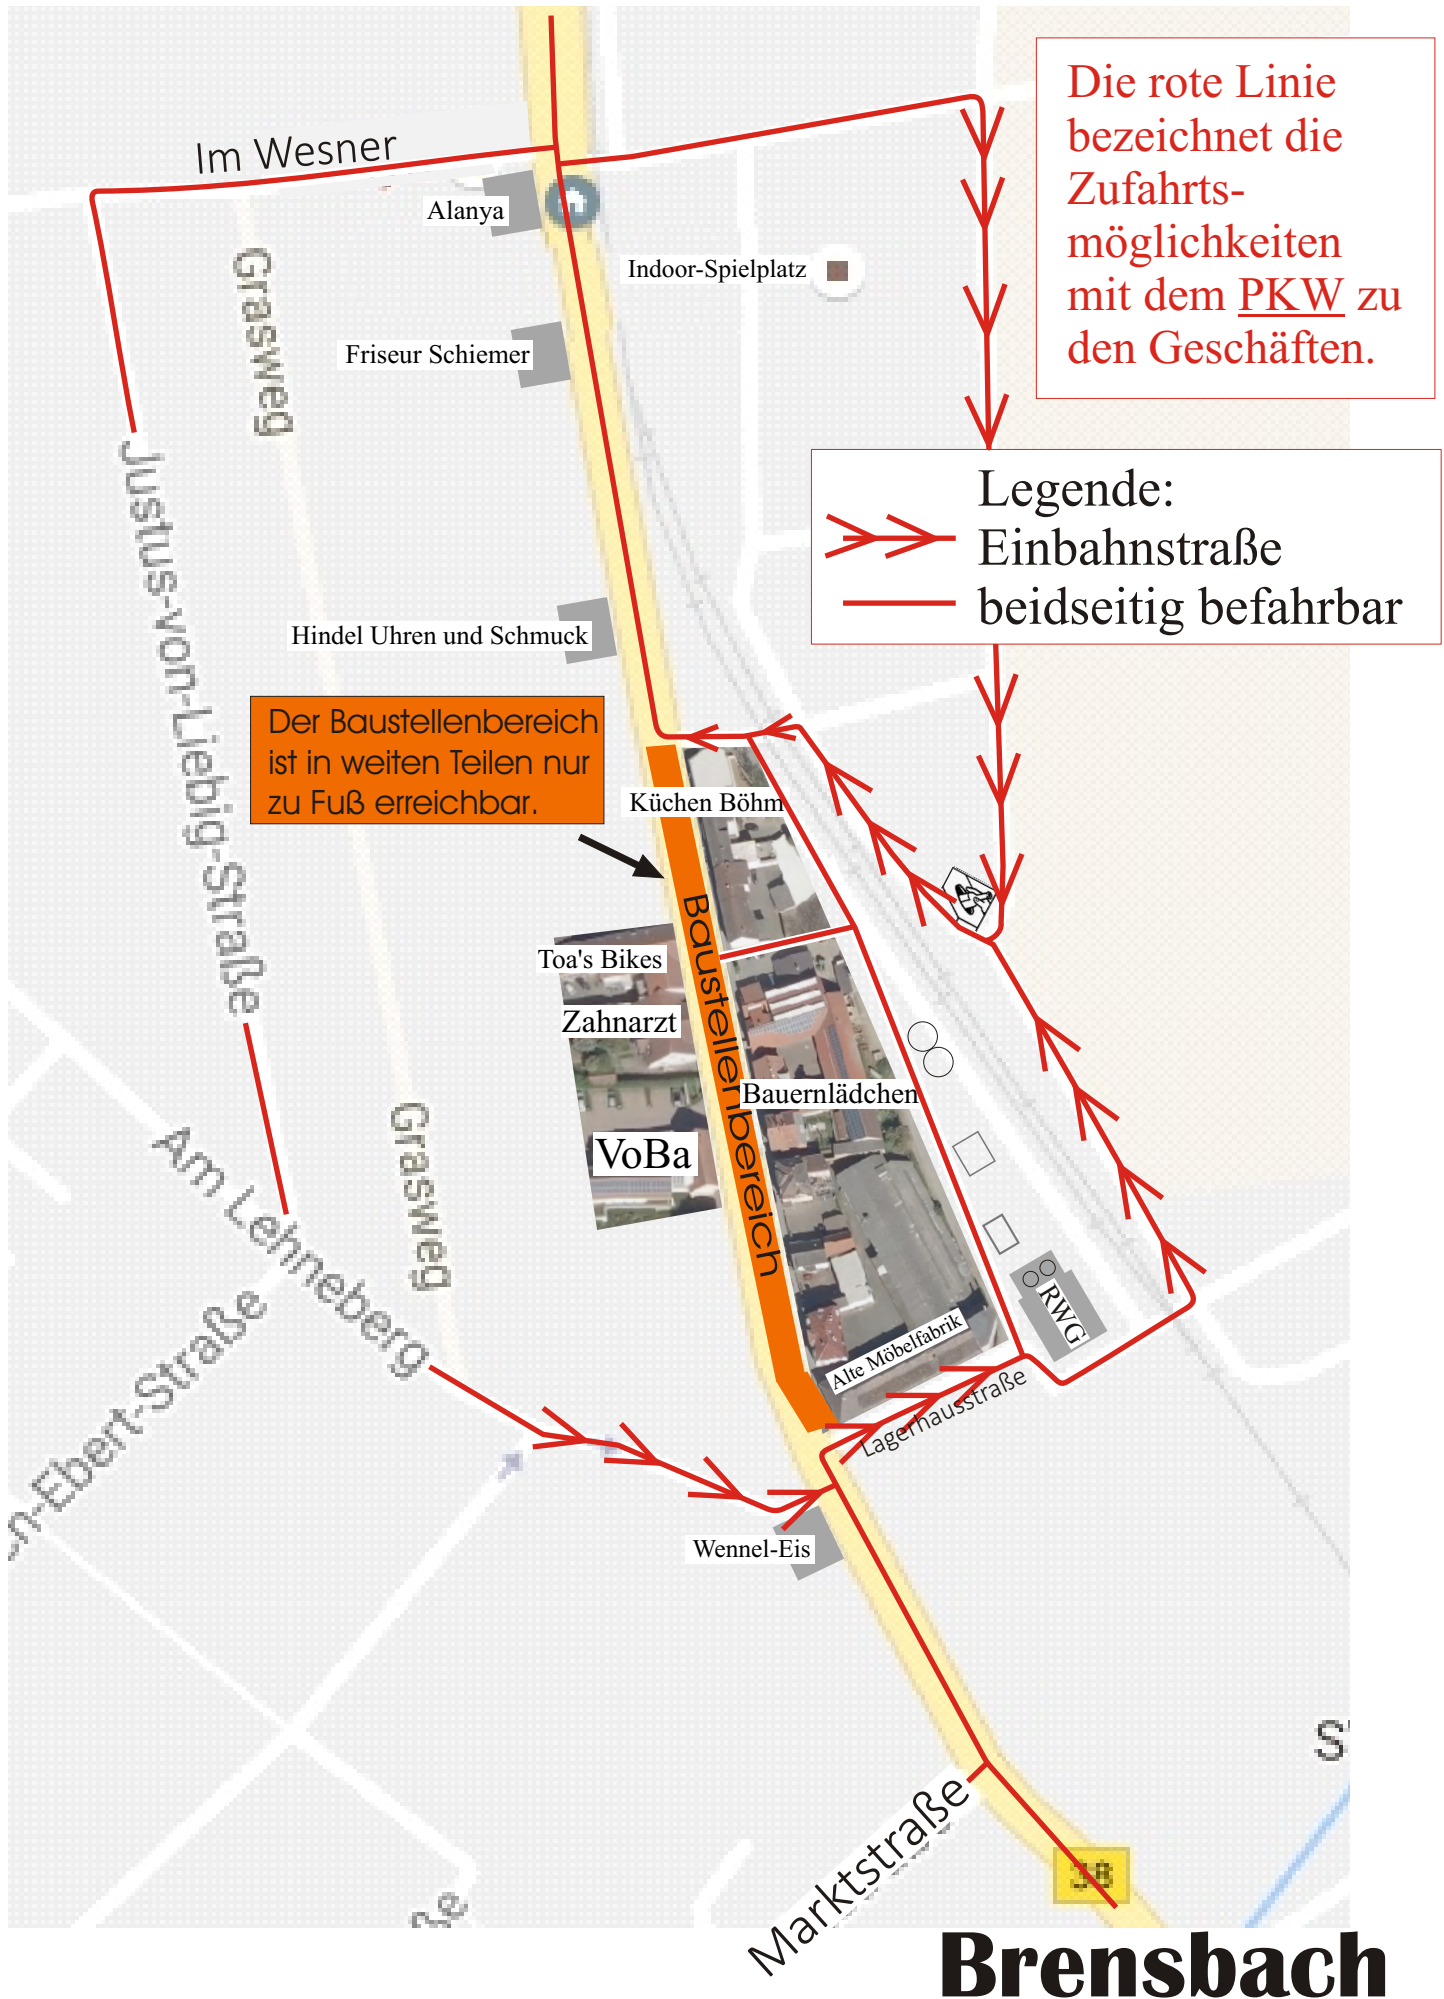 Die rote Linie
bezeichnet die
Zufahrts-
möglichkeiten
mit dem PKW zu
den Geschäften.
Im Wesner
Alanya
Indoor-Spielplatz
Grasweg
Friseur Schiemer
Legende:
Einbahnstraße
beidseitig befahrbar
Justus-von-Liebig-Straße
Hindel Uhren und Schmuck
Der Baustellenbereich
ist in weiten Teilen nur
zu Fuß erreichbar.
Küchen Böhm
Baustellenbereich
Toa's Bikes
Zahnarzt
Bauernlädchen
VoBa
Am Lehneberg
Grasweg
RWG
Alte Möbelfabrik
Lagerhausstraße
n-Ebert-Straße
Wennel-Eis
Marktstraße
38
ße
Brensbach